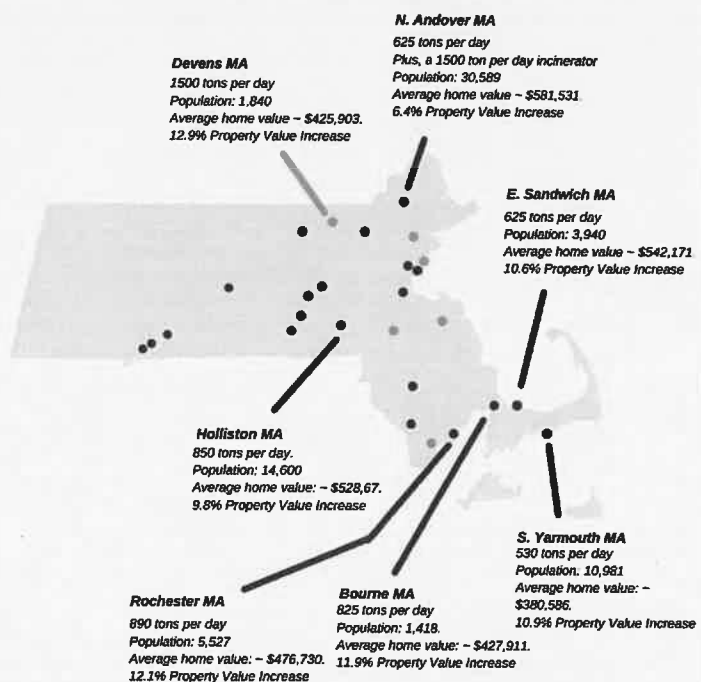 N. Andover MA
625 tons per day
Plus, a 1500 ton per day incinerator
Population: 30,589
Average home value ~ $581,531
6.4% Property Value Increase
Devens MA
1500 tons per day
Population: 1,840
Average home value ~ $425,903.
12.9% Property Value Increase
E. Sandwich MA
625 tons per day
Population: 3,940
Average home value ~ $542,171
10.6% Property Value Increase
Holliston MA
850 tons per day.
Population: 14,600
Average home value: ~ $528,67.
9.8% Property Value Increase
S. Yarmouth MA
530 tons per day
Population. 10,981
Average home value: ~
$380,586.
10.9% Property Value Increase
Rochester MA
890 tons per day
Population: 5,527
Average home value: ~ $476,730.
12.1% Property Value Increase
Bourne MA
825 tons per day
Population: 1,418.
Average home value: ~ $427,911.
11.9% Property Value Increase